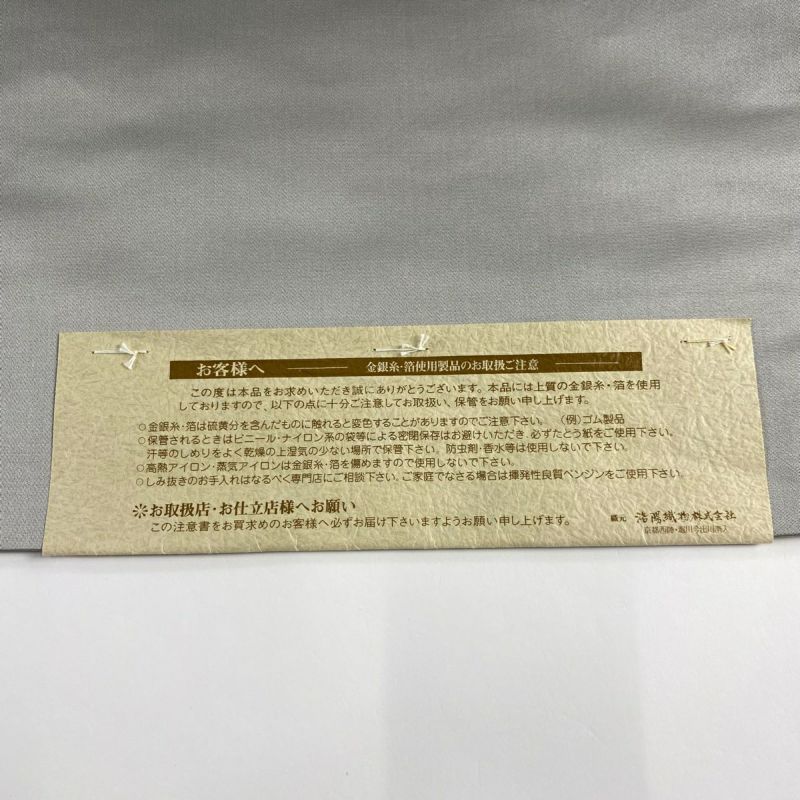 お客様へ 金銀糸・箔使用製品のお取扱ご注意
この度は本品をお求めいただき誠にありがとうございます。本品には上質の金銀糸・箔を使用
しておりますので、以下の点に十分ご注意してお取扱い、保管をお願い申し上げます。
○金銀糸・箔は硫黄分を含んだものに触れると変色することがありますのでご注意下さい。 (例)ゴム製品
○保管されるときはビニール・ナイロン系の袋等による密閉保存はお避けいただき、必ずたとう紙をご使用下さい。
汗等のしめりをよく乾燥の上湿気の少ない場所で保管下さい。防虫剤・香水等は使用しないで下さい。
○高熱アイロン・蒸気アイロンは金銀糸・箔を傷めますので使用しないで下さい。
○しみ抜きのお手入れはなるべく専門店にご相談下さい。ご家庭でなさる場合は揮発性良質ベンジンをご使用下さい。
※お取扱店・お仕立店様へお願い
この注意書をお買求めのお客様へ必ずお届け下さいますようお願い申し上げます。
織元 洛陽織物株式会社
京都西陣・堀川今出川南入